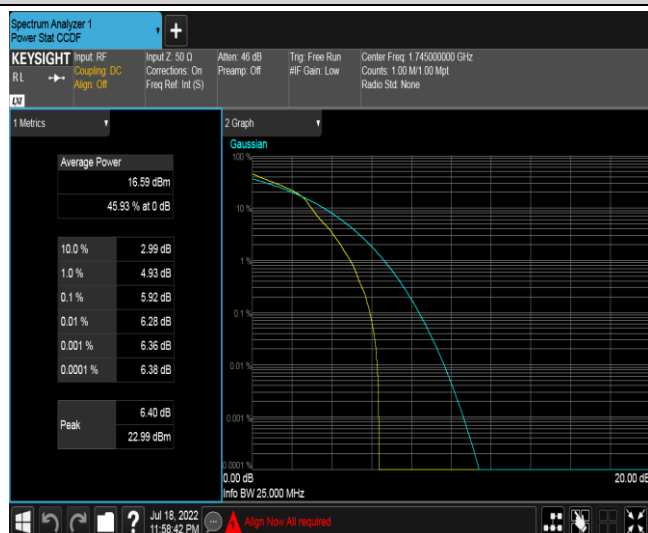 Spectrum Analyzer 1
Power Stat CCDF
+
KEYSIGHT
RL
LXI
Input: RF
Coupling: DC
Align: Off
Input Z: 50 Ω
Corrections: On
Freq Ref: Int (S)
Atten: 46 dB
Preamp: Off
Trig: Free Run
#IF Gain: Low
Center Freq: 1.745000000 GHz
Counts: 1.00 M/1.00 Mpt
Radio Std: None
1 Metrics
Average Power
16.59 dBm
45.93 % at 0 dB
10.0 % 2.99 dB
1.0 % 4.93 dB
0.1 % 5.92 dB
0.01 % 6.28 dB
0.001 % 6.36 dB
0.0001 % 6.38 dB
Peak
6.40 dB
22.99 dBm
2 Graph
Gaussian
100 %
10 %
1 %
0.1 %
0.01 %
0.001 %
0.0001 %
0.00 dB 20.00 dB
Info BW 25.000 MHz
?
Jul 18, 2022
11:58:42 PM
1 Align Now All required